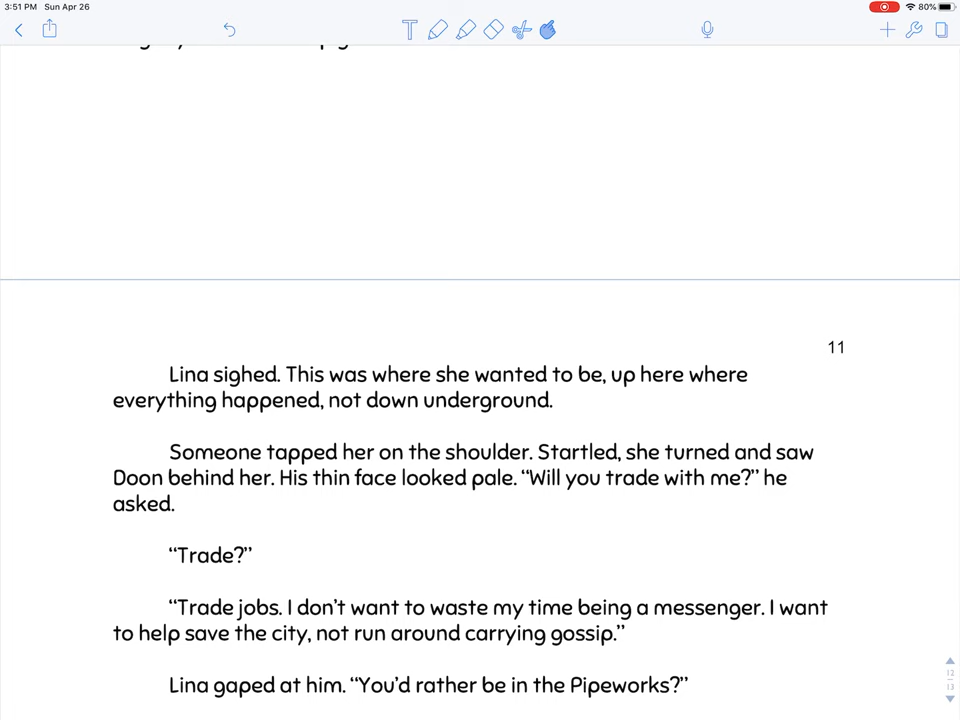 3:51 PM Sun Apr 26
80%
11
Lina sighed. This was where she wanted to be, up here where
everything happened, not down underground.
Someone tapped her on the shoulder. Startled, she turned and saw
Doon behind her. His thin face looked pale. “Will you trade with me?” he
asked.
“Trade?”
“Trade jobs. I don’t want to waste my time being a messenger. I want
to help save the city, not run around carrying gossip.”
Lina gaped at him. “You’d rather be in the Pipeworks?”
12
13